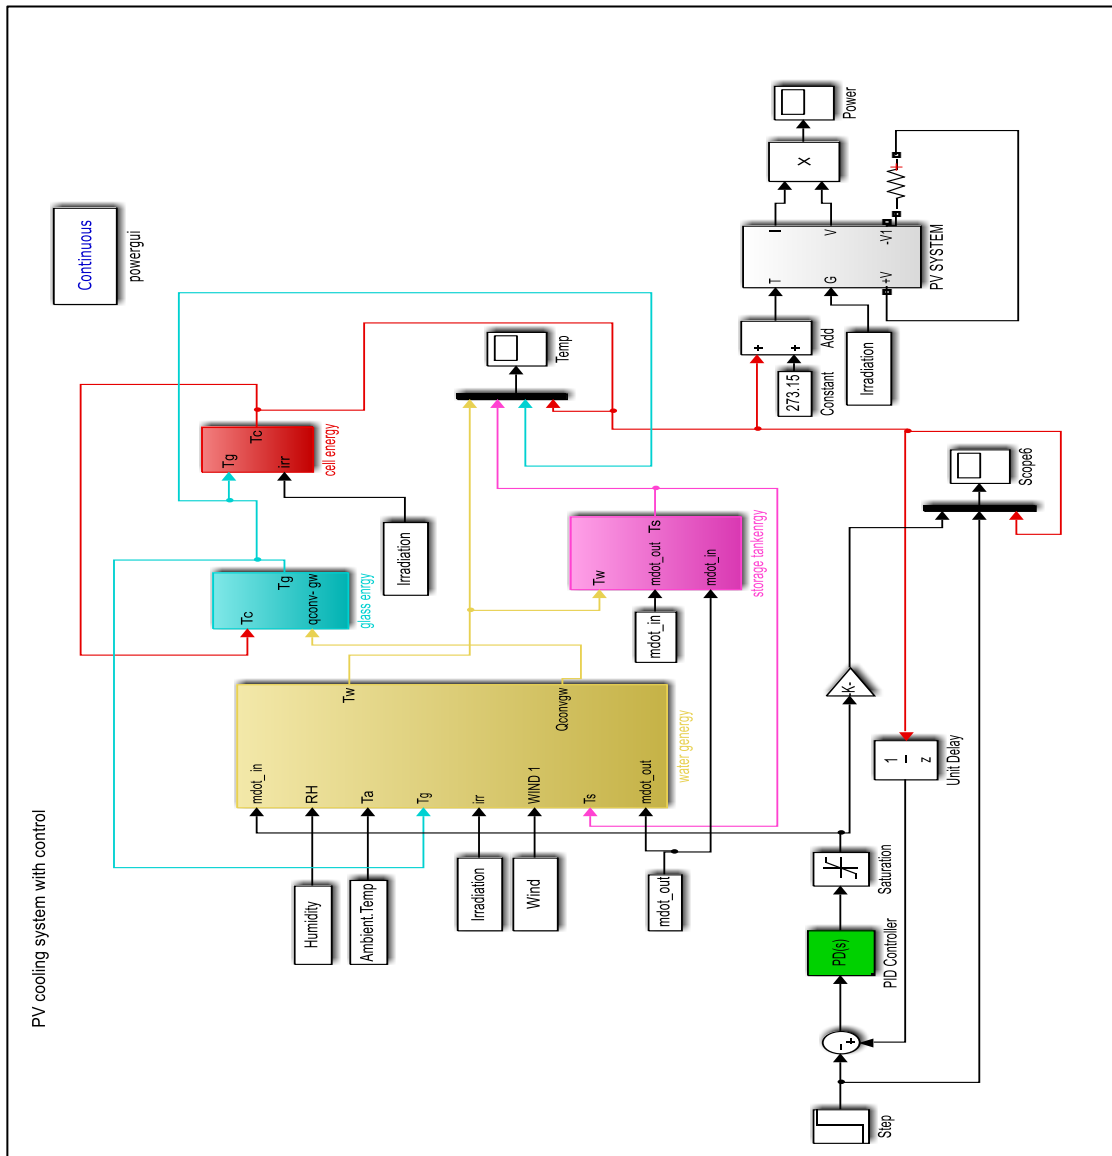 PV cooling system with control
Continuous
powergui
Humidity
Ambient.Temp
Irradiation
Wind
mdot_out
mdot_in
RH
Ta
Tg
irr
WIND 1
Ts
mdot_out
Tw
Qconvgw
water genergy
Tc
qconv- gw
Tg
glass enrgy
Irradiation
Tg
irr
Tc
cell energy
mdot_in
Tw
mdot_out
mdot_in
Ts
storage tankenrgy
Temp
Step
-
+
PD(s)
PID Controller
Saturation
K-
1
z
Unit Delay
Scope6
273.15
Constant
+
+
Add
Irradiation
T
G
+V
I
V
-V1
PV SYSTEM
+
X
Power